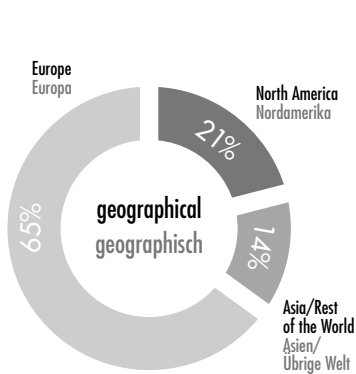 Europe
Europa
North America
Nordamerika
21%
65%
geographical
geographisch
14%
Asia/Rest
of the World
Asien/
Übrige Welt